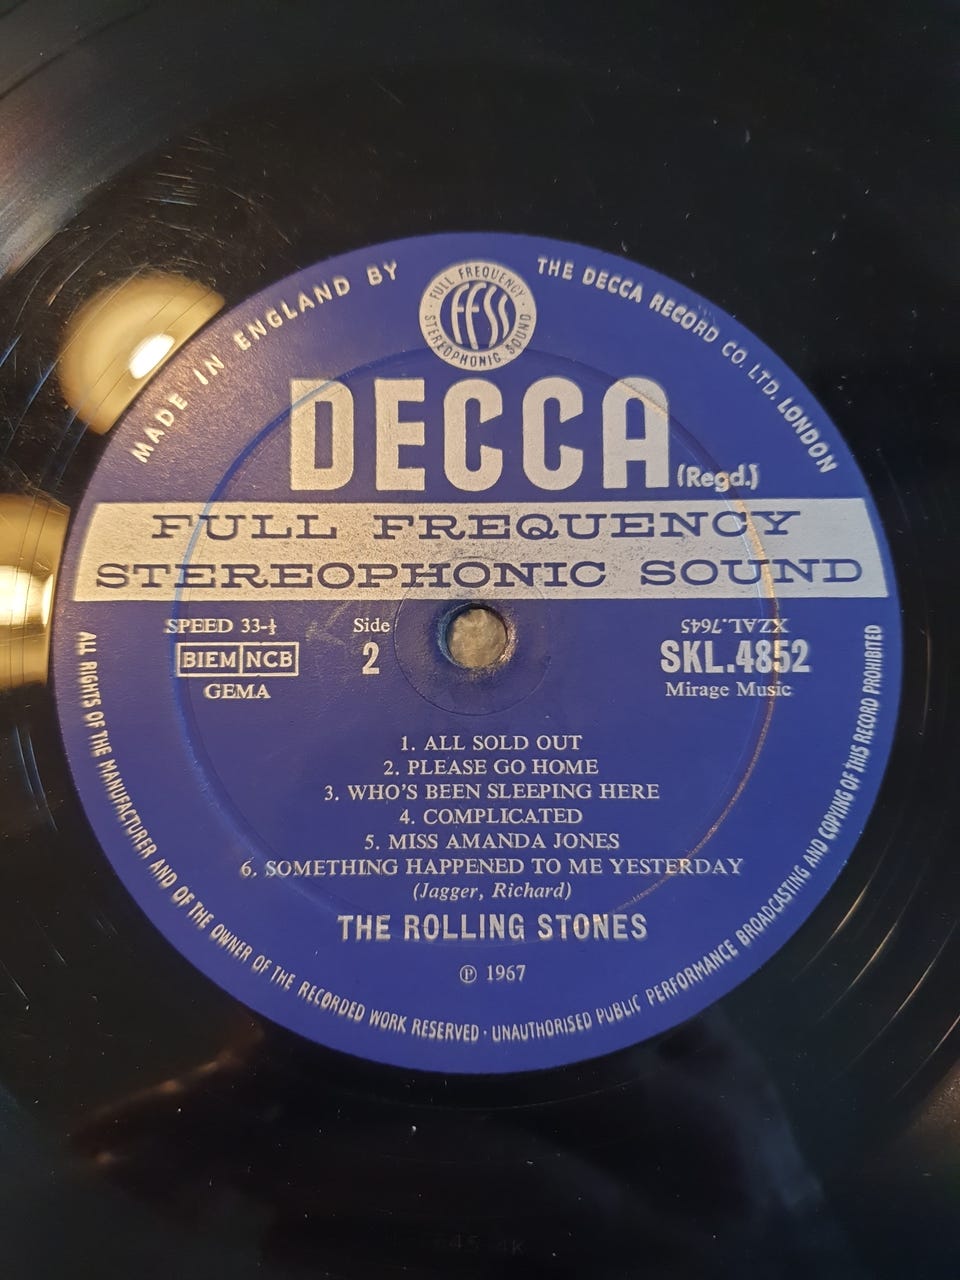 MADE IN ENGLAND BY
THE DECCA RECORD CO. LTD. LONDON
· FULL FREQUENCY · STEREOPHONIC SOUND
FFSS
DECCA
(Regd.)
FULL FREQUENCY
STEREOPHONIC SOUND
SPEED 33-⅓
BIEM NCB
GEMA
Side
2
XZAL.7645
SKL.4852
Mirage Music
1. ALL SOLD OUT
2. PLEASE GO HOME
3. WHO'S BEEN SLEEPING HERE
4. COMPLICATED
5. MISS AMANDA JONES
6. SOMETHING HAPPENED TO ME YESTERDAY
(Jagger, Richard)
THE ROLLING STONES
℗ 1967
ALL RIGHTS OF THE MANUFACTURER AND OF THE OWNER OF THE RECORDED WORK RESERVED · UNAUTHORISED PUBLIC PERFORMANCE BROADCASTING AND COPYING OF THIS RECORD PROHIBITED